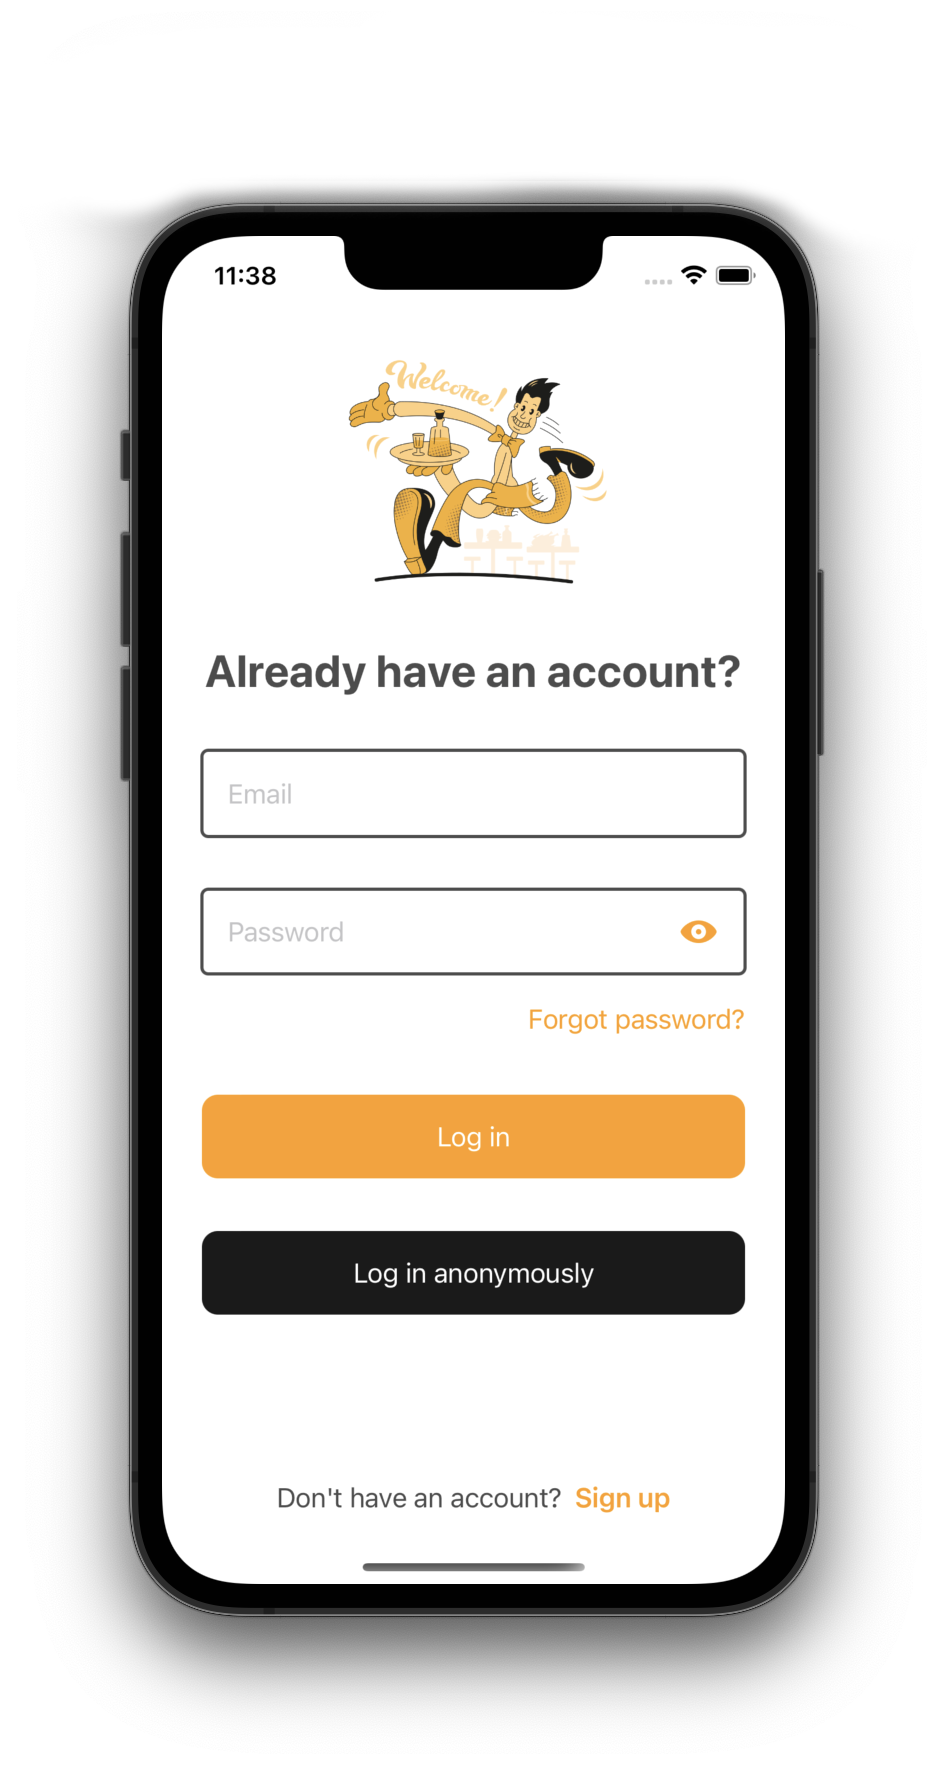 11:38
Welcome!
Already have an account?
Email
Password
Forgot password?
Log in
Log in anonymously
Don't have an account? Sign up